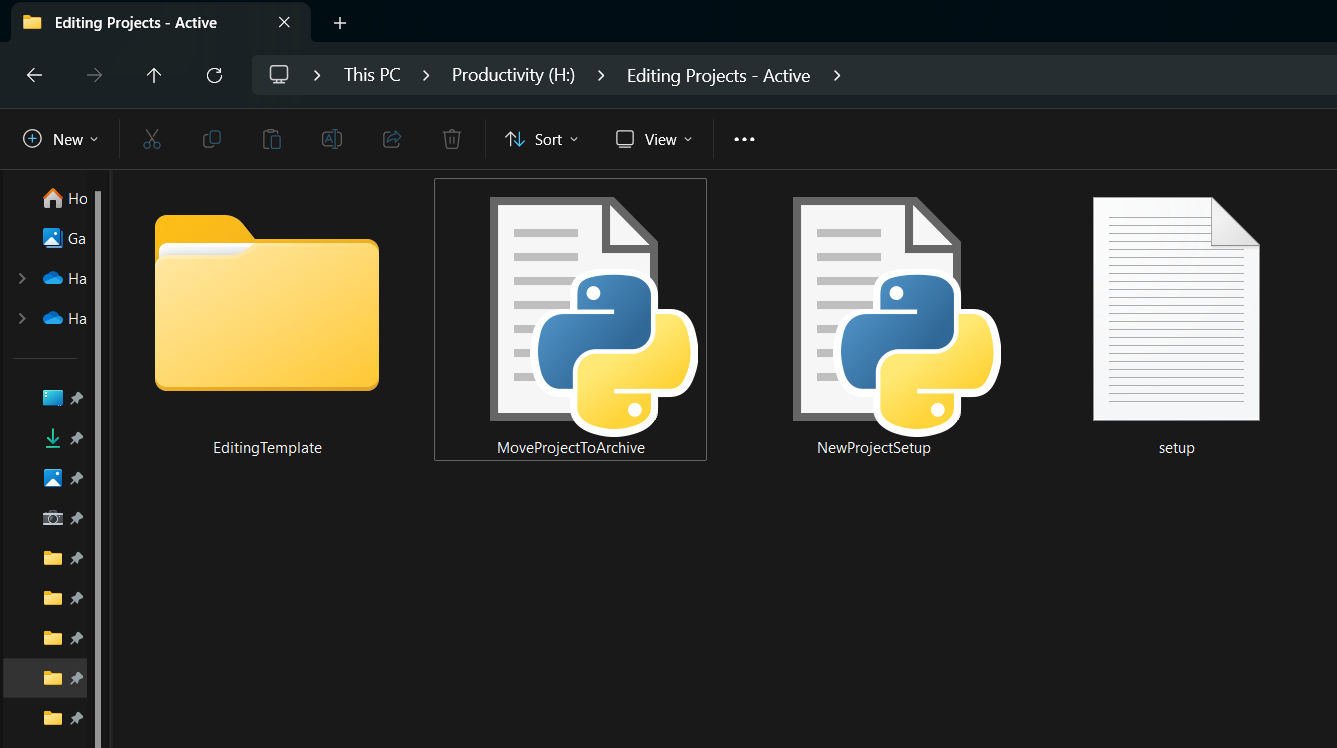 Editing Projects - Active
This PC
Productivity (H:)
Editing Projects - Active
New
Sort
View
Ho
Ga
Ha
Ha
EditingTemplate
MoveProjectToArchive
NewProjectSetup
setup